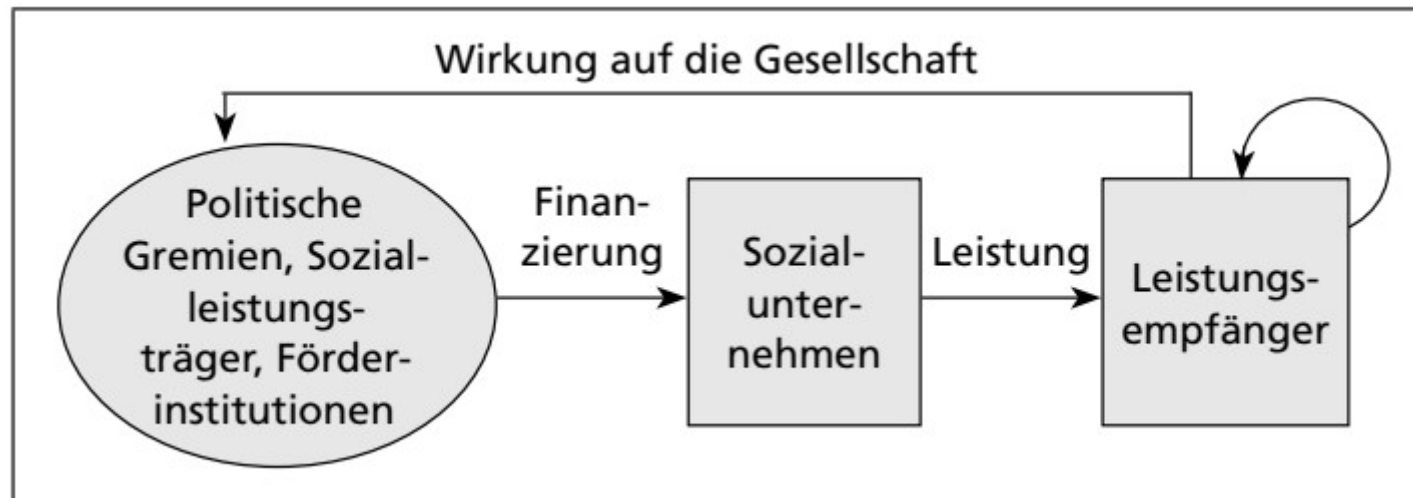 Wirkung auf die Gesellschaft
Politische
Gremien, Sozial-
leistungs-
träger, Förder-
institutionen
Finan-
zierung
Sozial-
unter-
nehmen
Leistung
Leistungs-
empfänger